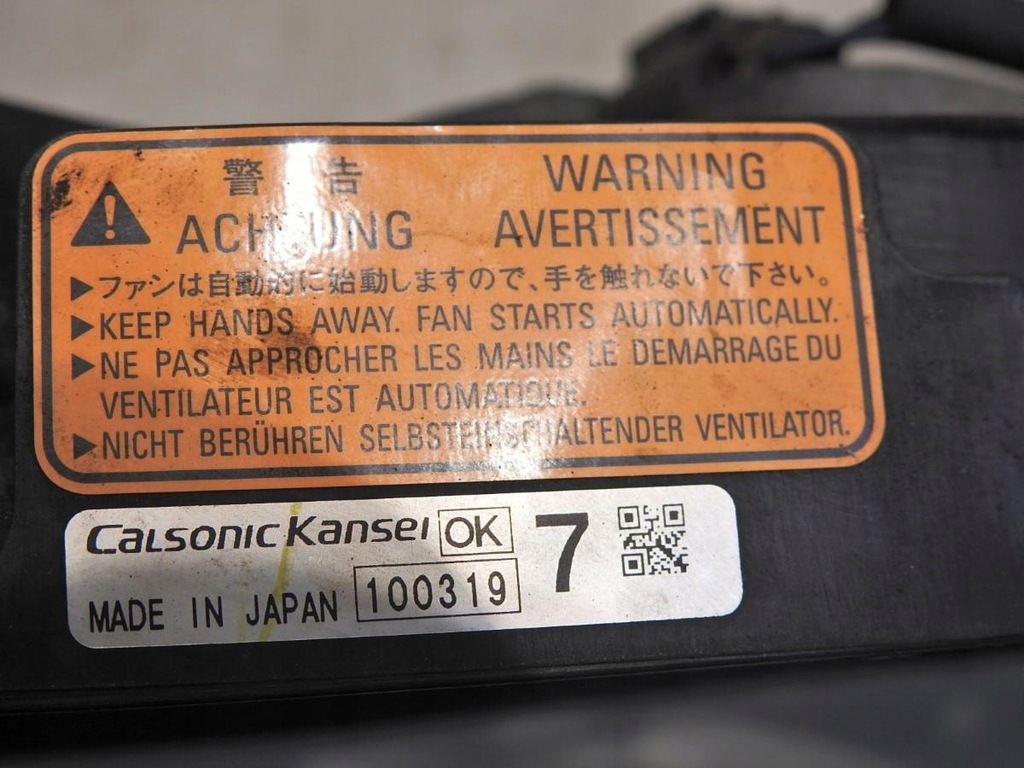 警告 WARNING
ACHTUNG AVERTISSEMENT
▶ファンは自動的に始動しますので、手を触れないで下さい。
▶KEEP HANDS AWAY. FAN STARTS AUTOMATICALLY.
▶NE PAS APPROCHER LES MAINS LE DEMARRAGE DU
VENTILATEUR EST AUTOMATIQUE.
▶NICHT BERÜHREN SELBSTEINSCHALTENDER VENTILATOR.
Calsonic Kansei OK 7
MADE IN JAPAN 100319